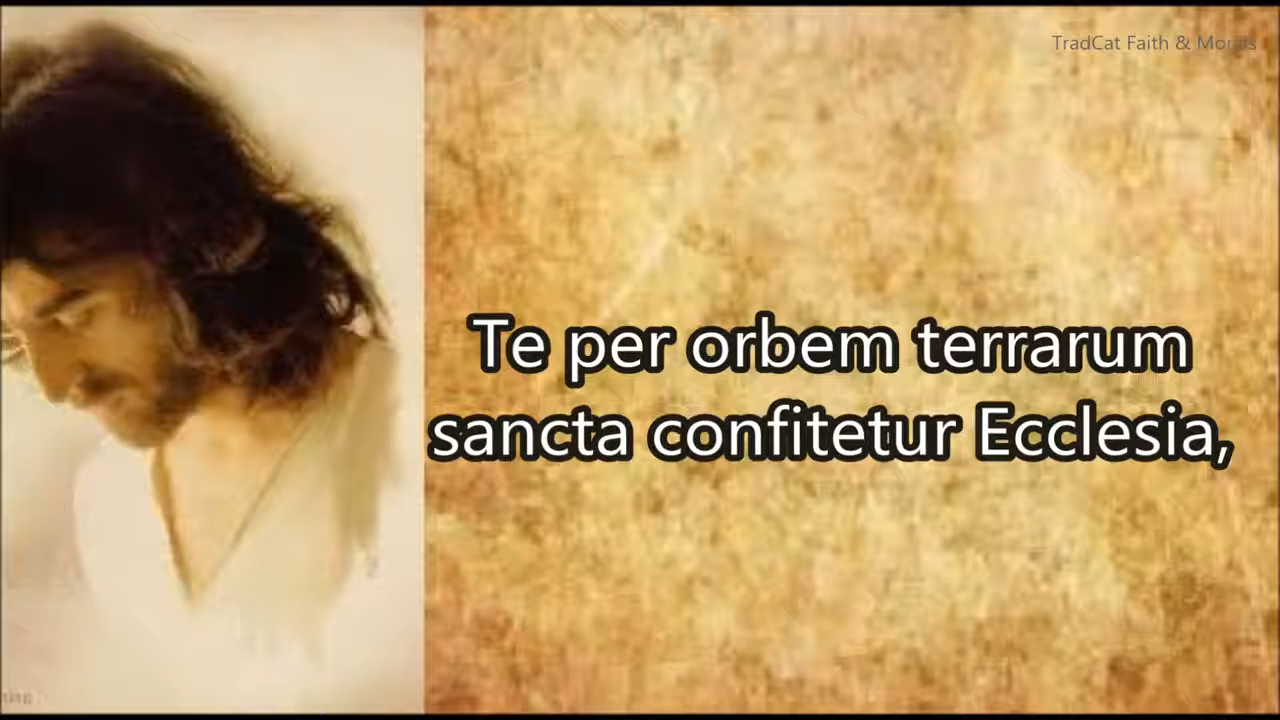 TradCat Faith & Morals
Te per orbem terrarum
sancta confitetur Ecclesia,